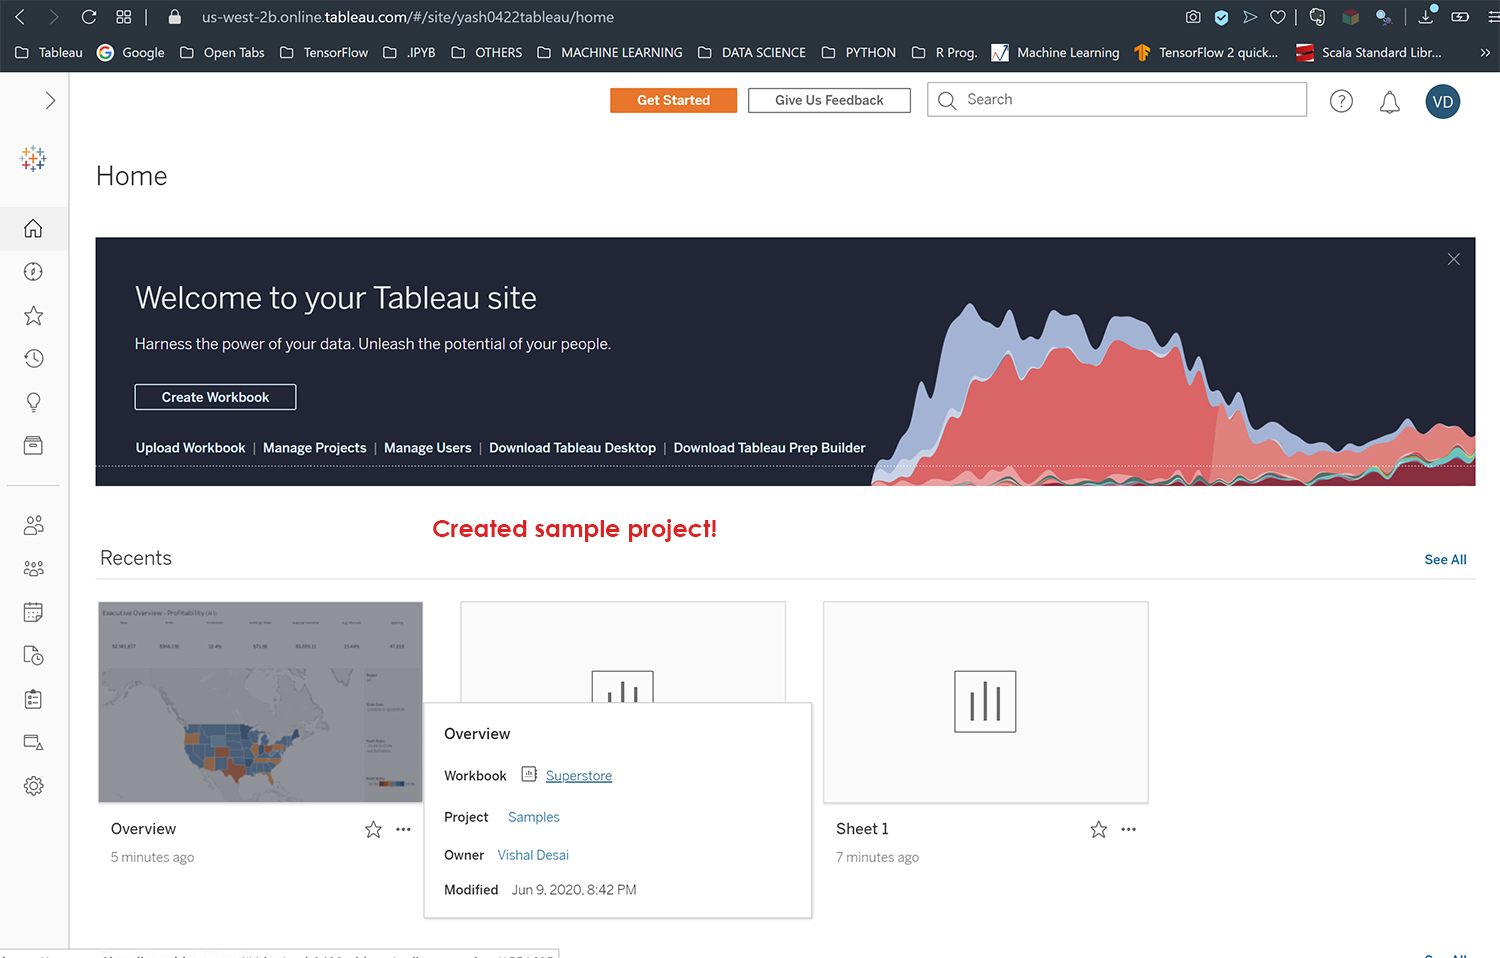 us-west-2b.online.tableau.com/#/site/yash0422tableau/home
Tableau Google Open Tabs TensorFlow .IPYB OTHERS MACHINE LEARNING DATA SCIENCE PYTHON R Prog. Machine Learning TensorFlow 2 quick... Scala Standard Libr...
Get Started Give Us Feedback Search VD
Home
Welcome to your Tableau site
Harness the power of your data. Unleash the potential of your people.
Create Workbook
Upload Workbook | Manage Projects | Manage Users | Download Tableau Desktop | Download Tableau Prep Builder
Created sample project!
Recents See All
Executive Overview - Profitability
Overview
Workbook Superstore
Project Samples
Owner Vishal Desai
Modified Jun 9, 2020, 8:42 PM
Overview
5 minutes ago
Sheet 1
7 minutes ago